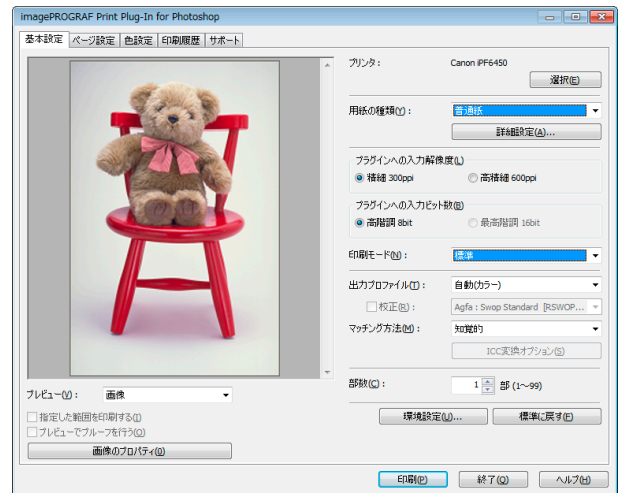 imagePROGRAF Print Plug-In for Photoshop
基本設定 ページ設定 色設定 印刷履歴 サポート
プリンタ： Canon iPF6450
選択(E)
用紙の種類(Y)： 普通紙
詳細設定(A)...
プラグインへの入力解像度(L)
精細 300ppi 高精細 600ppi
プラグインへの入力ビット数(B)
高階調 8bit 最高階調 16bit
印刷モード(N)： 標準
出力プロファイル(T)： 自動(カラー)
校正(R)： Agfa : Swop Standard [RSWOP...
マッチング方法(M)： 知覚的
ICC変換オプション(S)
部数(C)： 1 部 (1～99)
プレビュー(V)： 画像
指定した範囲を印刷する(I)
プレビューでプルーフを行う(O)
画像のプロパティ(0)
環境設定(U)... 標準に戻す(F)
印刷(P) 終了(Q) ヘルプ(H)